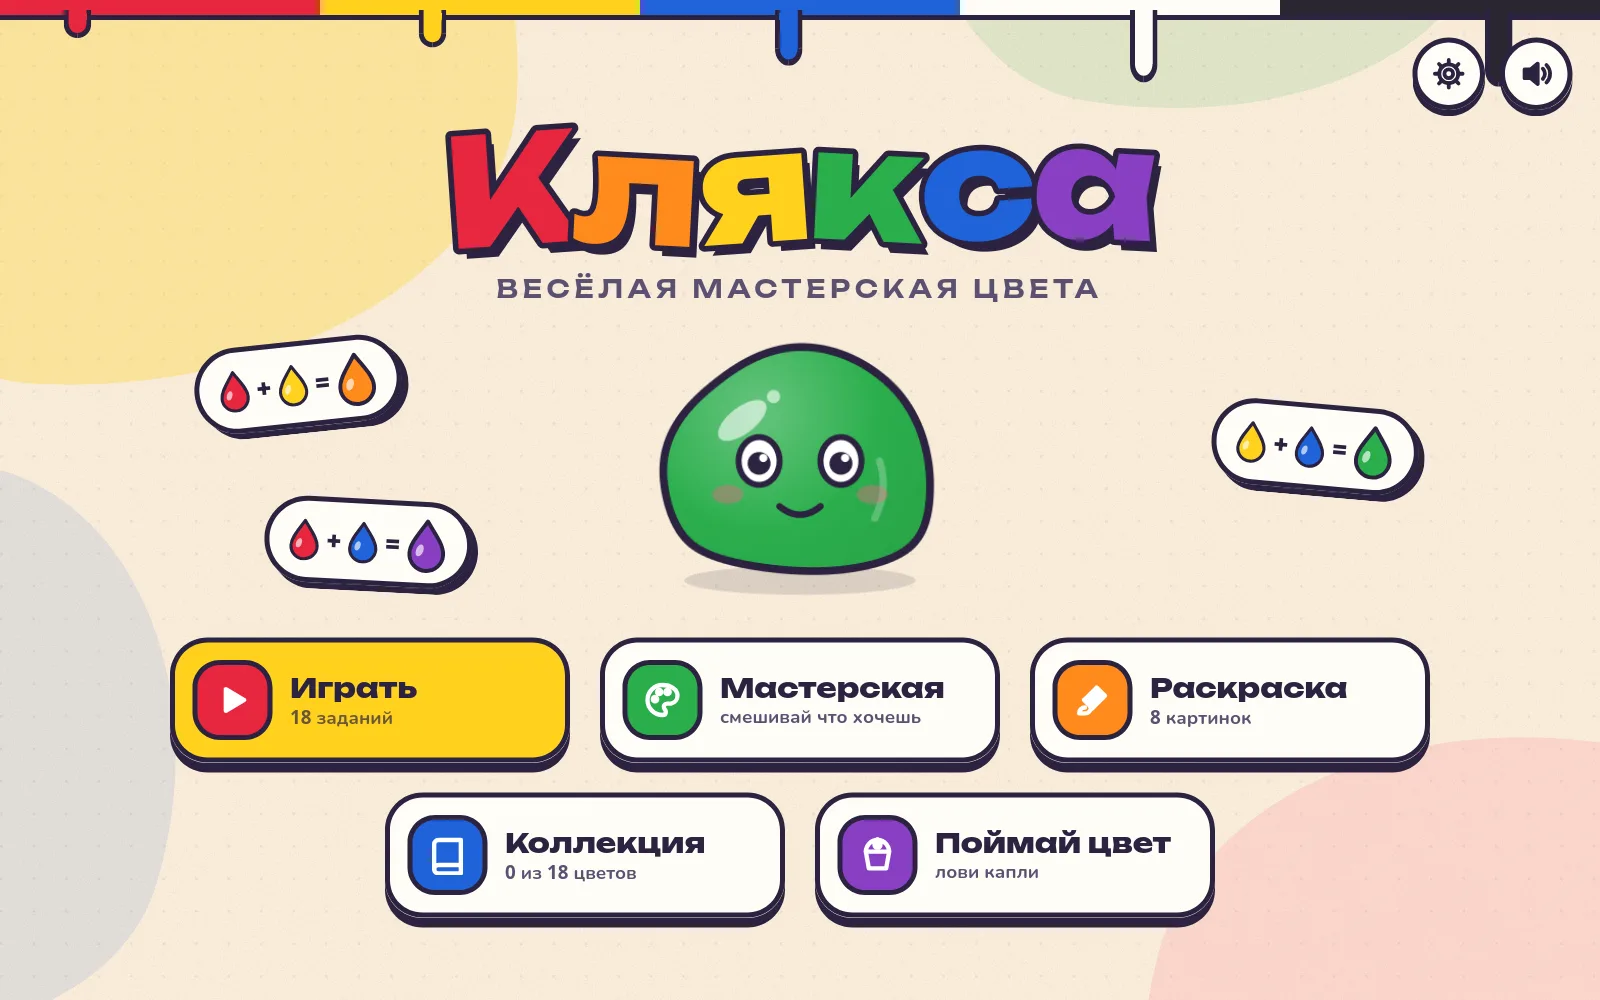 Клякса
ВЕСЁЛАЯ МАСТЕРСКАЯ ЦВЕТА
+ =
+ =
+ =
Играть
18 заданий
Мастерская
смешивай что хочешь
Раскраска
8 картинок
Коллекция
0 из 18 цветов
Поймай цвет
лови капли